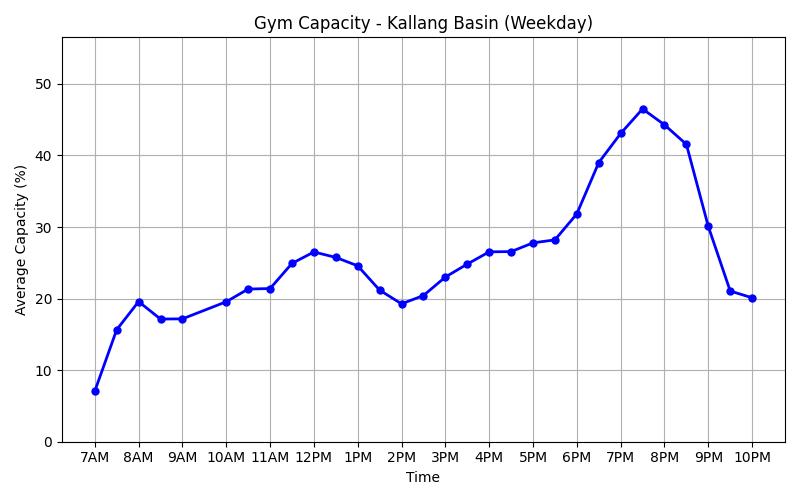 Gym Capacity - Kallang Basin (Weekday)
Average Capacity (%)
50
40
30
20
10
0
7AM 8AM 9AM 10AM 11AM 12PM 1PM 2PM 3PM 4PM 5PM 6PM 7PM 8PM 9PM 10PM
Time